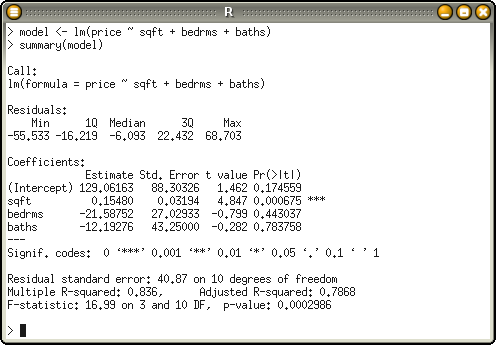 R
> model <- lm(price ~ sqft + bedrms + baths)
> summary(model)
Call:
lm(formula = price ~ sqft + bedrms + baths)
Residuals:
    Min      1Q  Median      3Q     Max
-55.533 -16.219  -6.093  22.432  68.703
Coefficients:
             Estimate Std. Error t value Pr(>|t|)
(Intercept) 129.06163   88.30326   1.462 0.174559
sqft          0.15480    0.03194   4.847 0.000675 ***
bedrms      -21.58752   27.02933  -0.799 0.443037
baths       -12.19276   43.25000  -0.282 0.783758
---
Signif. codes:  0 ‘***’ 0.001 ‘**’ 0.01 ‘*’ 0.05 ‘.’ 0.1 ‘ ’ 1
Residual standard error: 40.87 on 10 degrees of freedom
Multiple R-squared: 0.836,     Adjusted R-squared: 0.7868
F-statistic: 16.99 on 3 and 10 DF,  p-value: 0.0002986
>